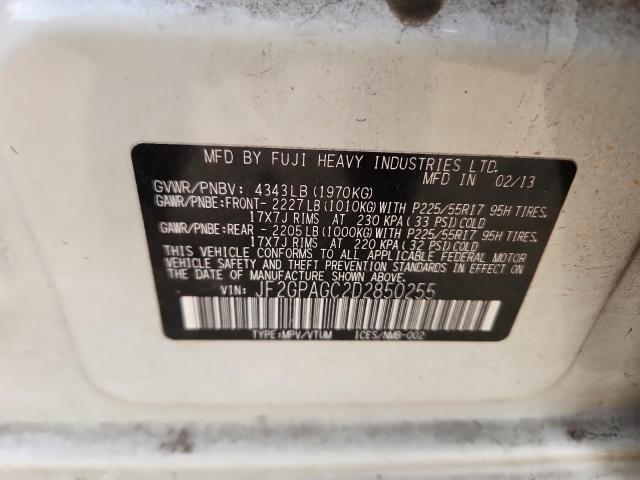 MFD BY FUJI HEAVY INDUSTRIES LTD.
MFD IN 02/13
GVWR/PNBV: 4343LB(1970KG)
GAWR/PNBE:FRONT- 2227LB(1010KG)WITH P225/55R17 95H TIRES,
17X7J RIMS AT 230 KPA(33 PSI)COLD
GAWR/PNBE:REAR - 2205LB(1000KG)WITH P225/55R17 95H TIRES,
17X7J RIMS AT 220 KPA(32 PSI)COLD
THIS VEHICLE CONFORMS TO ALL APPLICABLE FEDERAL MOTOR
VEHICLE SAFETY AND BUMPER STANDARDS IN EFFECT
ON THE DATE OF MANUFACTURE SHOWN ABOVE.
VIN: JF2GPAGC2D2850255
TYPE:MPV/VTUM ICES/NMB-002